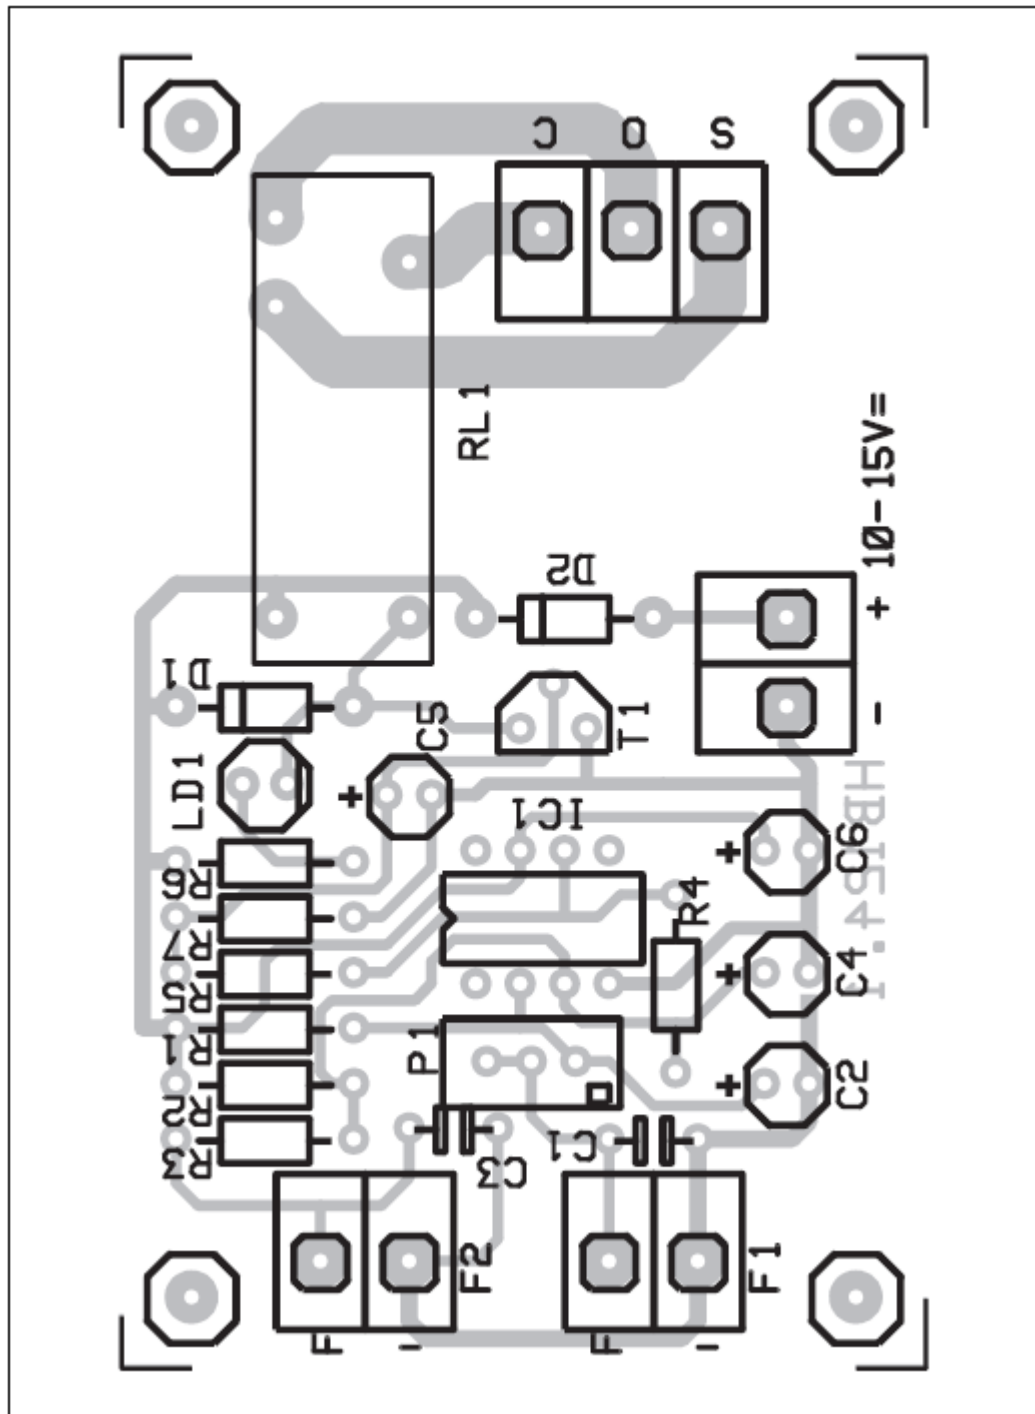 C O S
RL1
10-15V=
+
-
D2
D1
T1
C5
LD1
+
IC1
C6
+
R6
R4
R7
C4
+
R5
R1
P1
C2
+
R2
R3
C3
C1
F2
F1
F -
F -